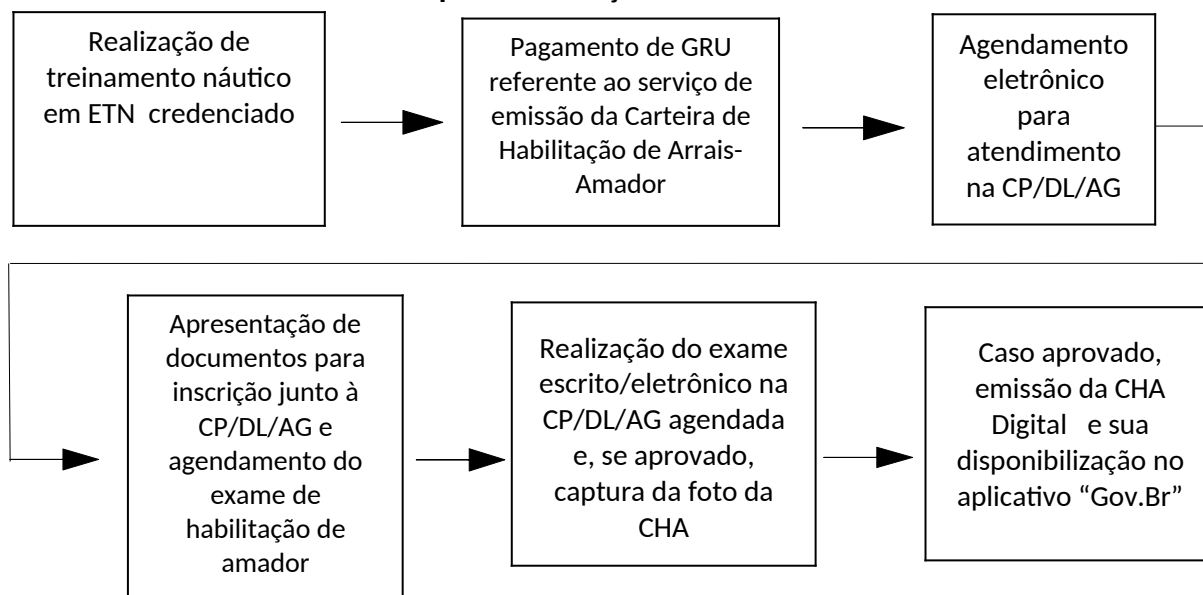 Realização de
treinamento náutico
em ETN credenciado
Pagamento de GRU
referente ao serviço de
emissão da Carteira de
Habilitação de Arrais-
Amador
Agendamento
eletrônico
para
atendimento
na CP/DL/AG
Apresentação de
documentos para
inscrição junto à
CP/DL/AG e
agendamento do
exame de
habilitação de
amador
Realização do exame
escrito/eletrônico na
CP/DL/AG agendada
e, se aprovado,
captura da foto da
CHA
Caso aprovado,
emissão da CHA
Digital e sua
disponibilização no
aplicativo “Gov.Br”